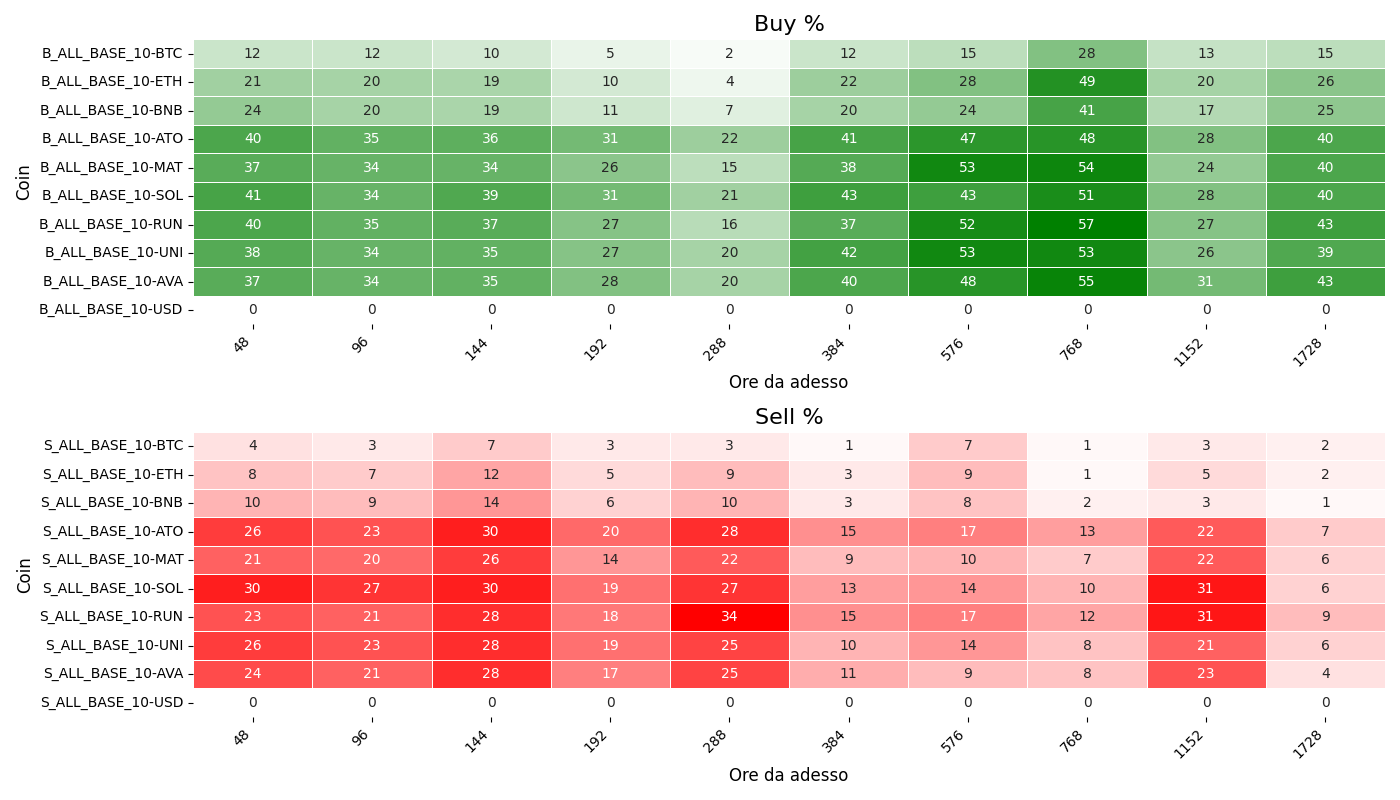 Buy %
Coin
B_ALL_BASE_10-BTC 12 12 10 5 2 12 15 28 13 15
B_ALL_BASE_10-ETH 21 20 19 10 4 22 28 49 20 26
B_ALL_BASE_10-BNB 24 20 19 11 7 20 24 41 17 25
B_ALL_BASE_10-ATO 40 35 36 31 22 41 47 48 28 40
B_ALL_BASE_10-MAT 37 34 34 26 15 38 53 54 24 40
B_ALL_BASE_10-SOL 41 34 39 31 21 43 43 51 28 40
B_ALL_BASE_10-RUN 40 35 37 27 16 37 52 57 27 43
B_ALL_BASE_10-UNI 38 34 35 27 20 42 53 53 26 39
B_ALL_BASE_10-AVA 37 34 35 28 20 40 48 55 31 43
B_ALL_BASE_10-USD 0 0 0 0 0 0 0 0 0 0
48 96 144 192 288 384 576 768 1152 1728
Ore da adesso
Sell %
Coin
S_ALL_BASE_10-BTC 4 3 7 3 3 1 7 1 3 2
S_ALL_BASE_10-ETH 8 7 12 5 9 3 9 1 5 2
S_ALL_BASE_10-BNB 10 9 14 6 10 3 8 2 3 1
S_ALL_BASE_10-ATO 26 23 30 20 28 15 17 13 22 7
S_ALL_BASE_10-MAT 21 20 26 14 22 9 10 7 22 6
S_ALL_BASE_10-SOL 30 27 30 19 27 13 14 10 31 6
S_ALL_BASE_10-RUN 23 21 28 18 34 15 17 12 31 9
S_ALL_BASE_10-UNI 26 23 28 19 25 10 14 8 21 6
S_ALL_BASE_10-AVA 24 21 28 17 25 11 9 8 23 4
S_ALL_BASE_10-USD 0 0 0 0 0 0 0 0 0 0
48 96 144 192 288 384 576 768 1152 1728
Ore da adesso